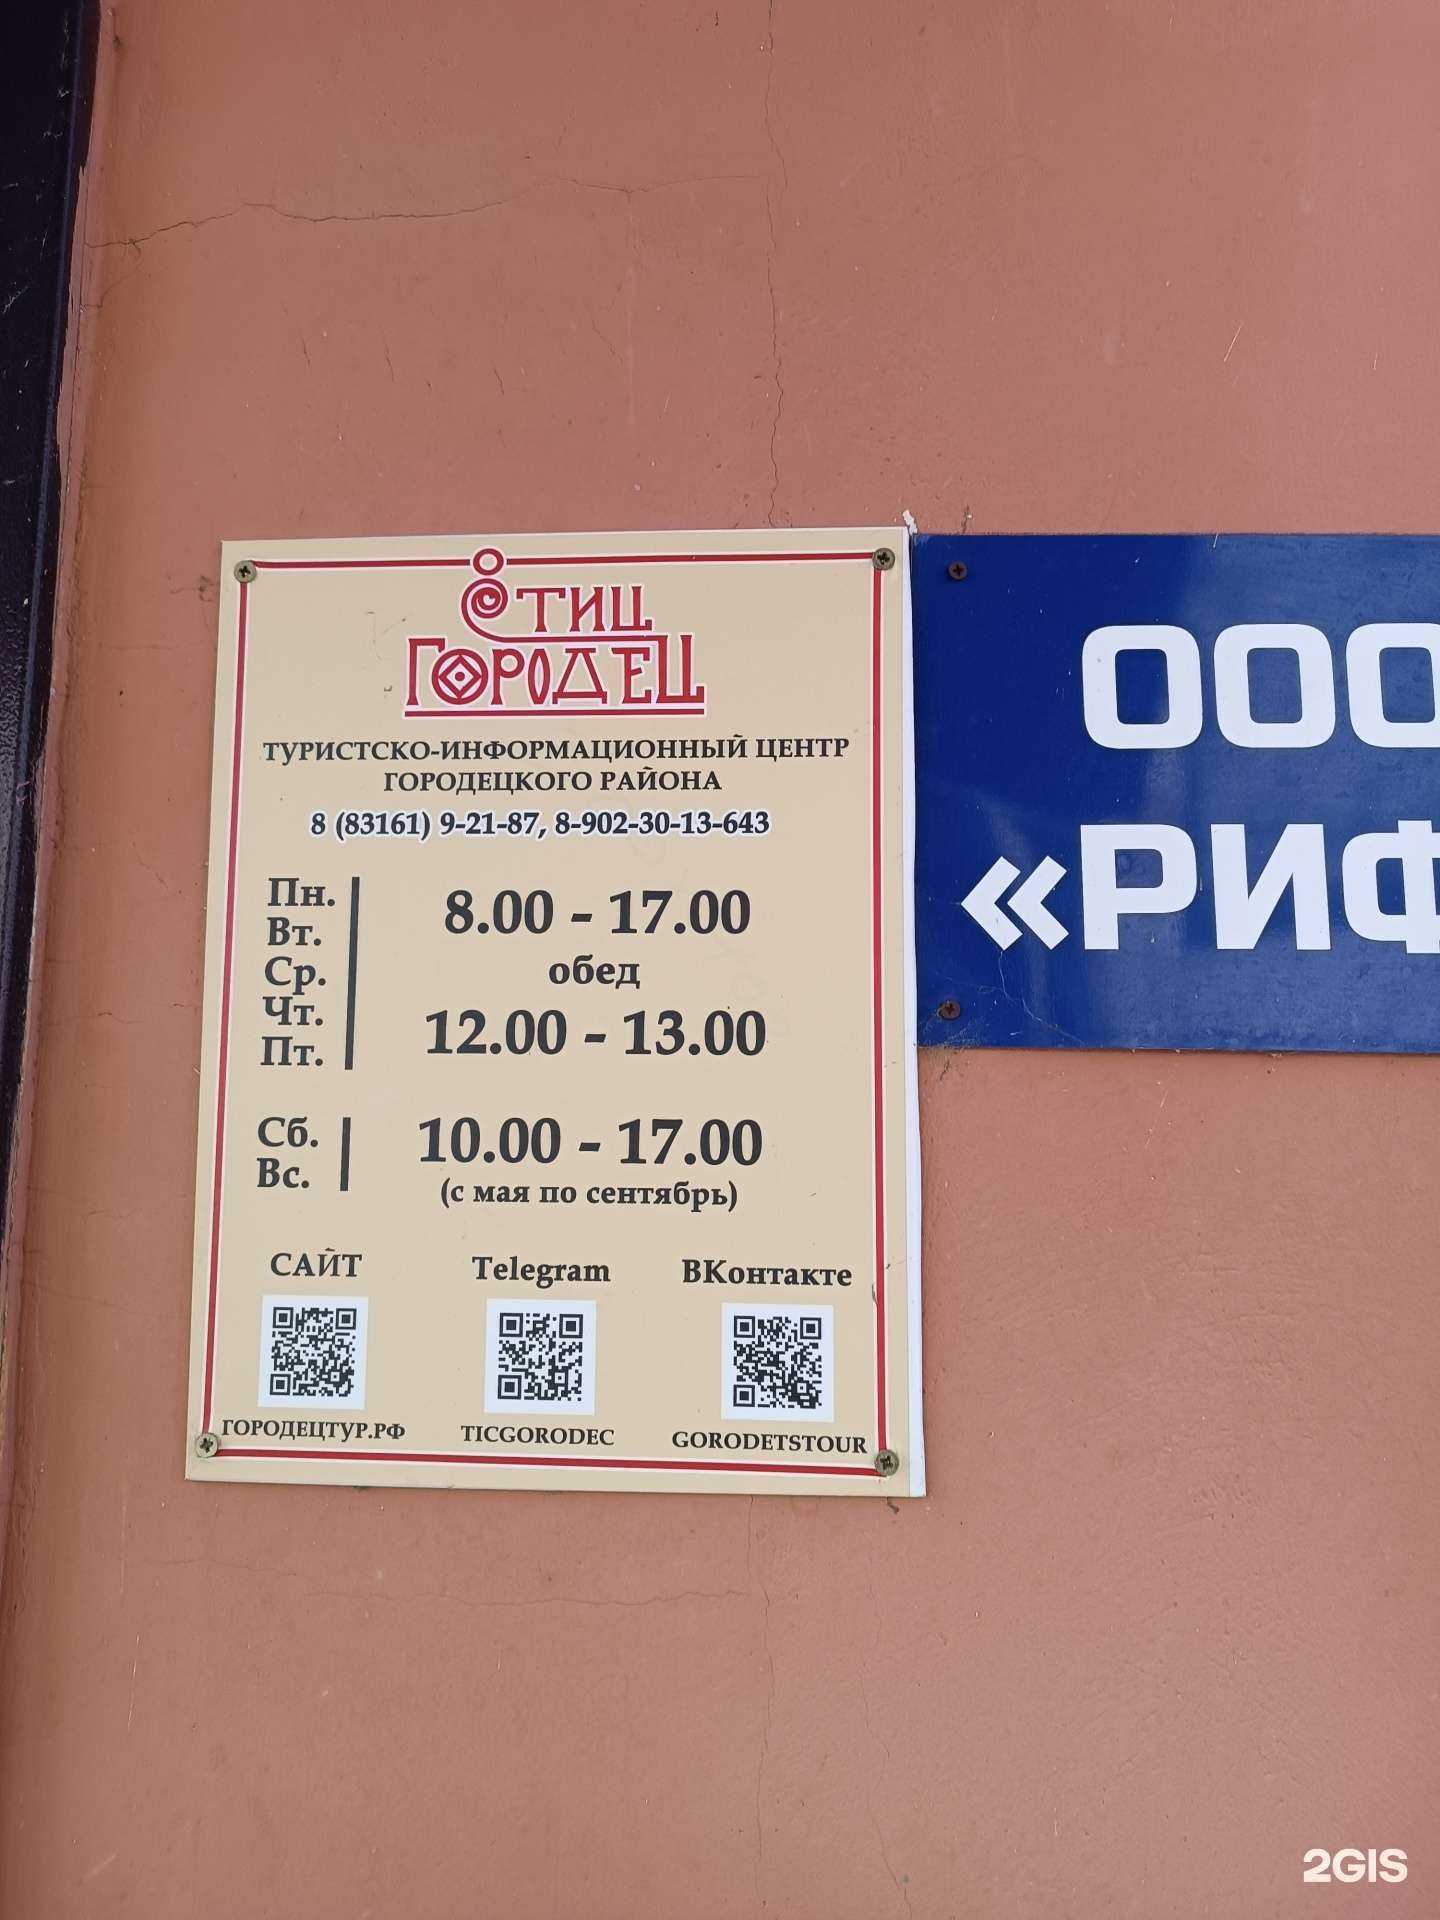 ТИЦ
ГОРОДЕЦ
ТУРИСТСКО-ИНФОРМАЦИОННЫЙ ЦЕНТР
ГОРОДЕЦКОГО РАЙОНА
8 (83161) 9-21-87, 8-902-30-13-643
Пн.
Вт.
Ср.
Чт.
Пт.
8.00 - 17.00
обед
12.00 - 13.00
Сб.
Вс.
10.00 - 17.00
(с мая по сентябрь)
САЙТ Telegram ВКонтакте
ГОРОДЕЦТУР.РФ TICGORODEC GORODETSTOUR
ООО
«РИФ
2GIS